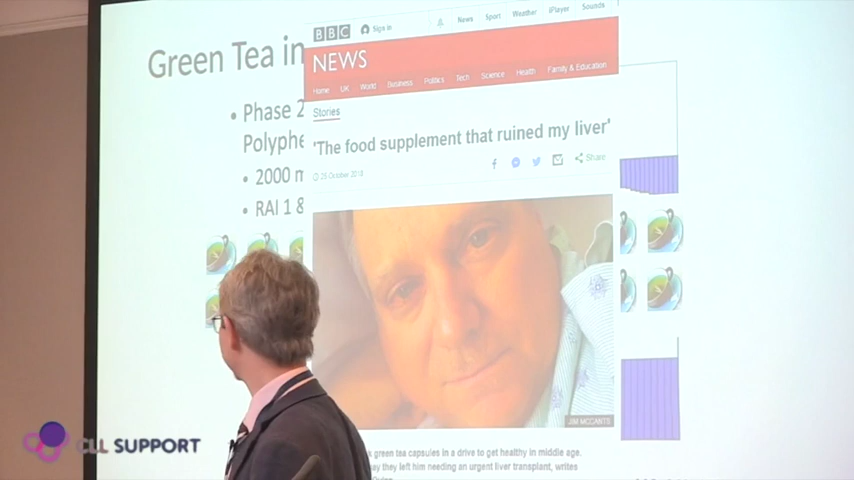 Green Tea in
• Phase 2
Polyphe
• 2000 m
• RAI 1 &
BBC
Sign in
News Sport Weather iPlayer Sounds
NEWS
Home UK World Business Politics Tech Science Health Family & Education
Stories
'The food supplement that ruined my liver'
25 October 2018
Share
JIM MCCANTS
k green tea capsules in a drive to get healthy in middle age.
ay they left him needing an urgent liver transplant, writes
CLL SUPPORT